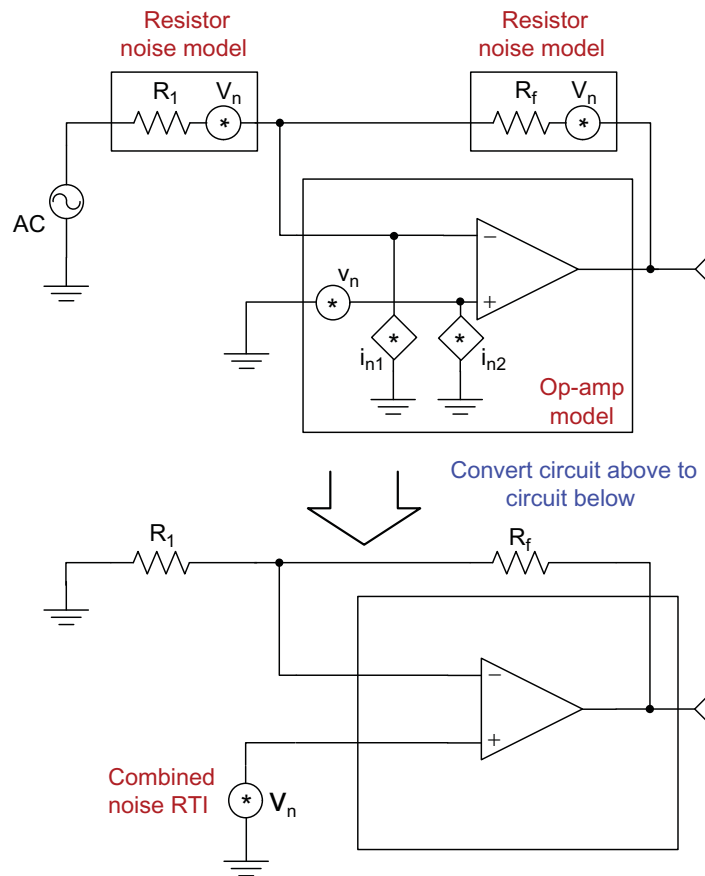 Resistor
noise model
Resistor
noise model
R1
Vn
Rf
Vn
*
*
AC
vn
−
+
*
*
*
in1
in2
Op-amp
model
Convert circuit above to
circuit below
R1
Rf
−
+
Combined
noise RTI
*
Vn